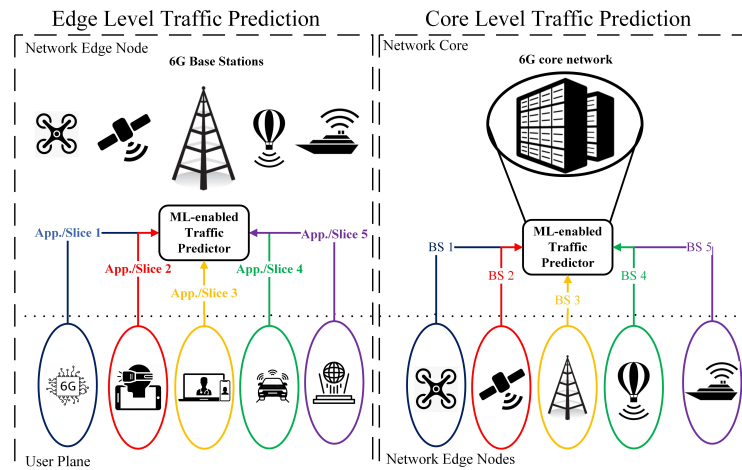 Edge Level Traffic Prediction
Network Edge Node
6G Base Stations
ML-enabled
Traffic
Predictor
App./Slice 1
App./Slice 2
App./Slice 3
App./Slice 4
App./Slice 5
6G
User Plane
Core Level Traffic Prediction
Network Core
6G core network
ML-enabled
Traffic
Predictor
BS 1
BS 2
BS 3
BS 4
BS 5
Network Edge Nodes